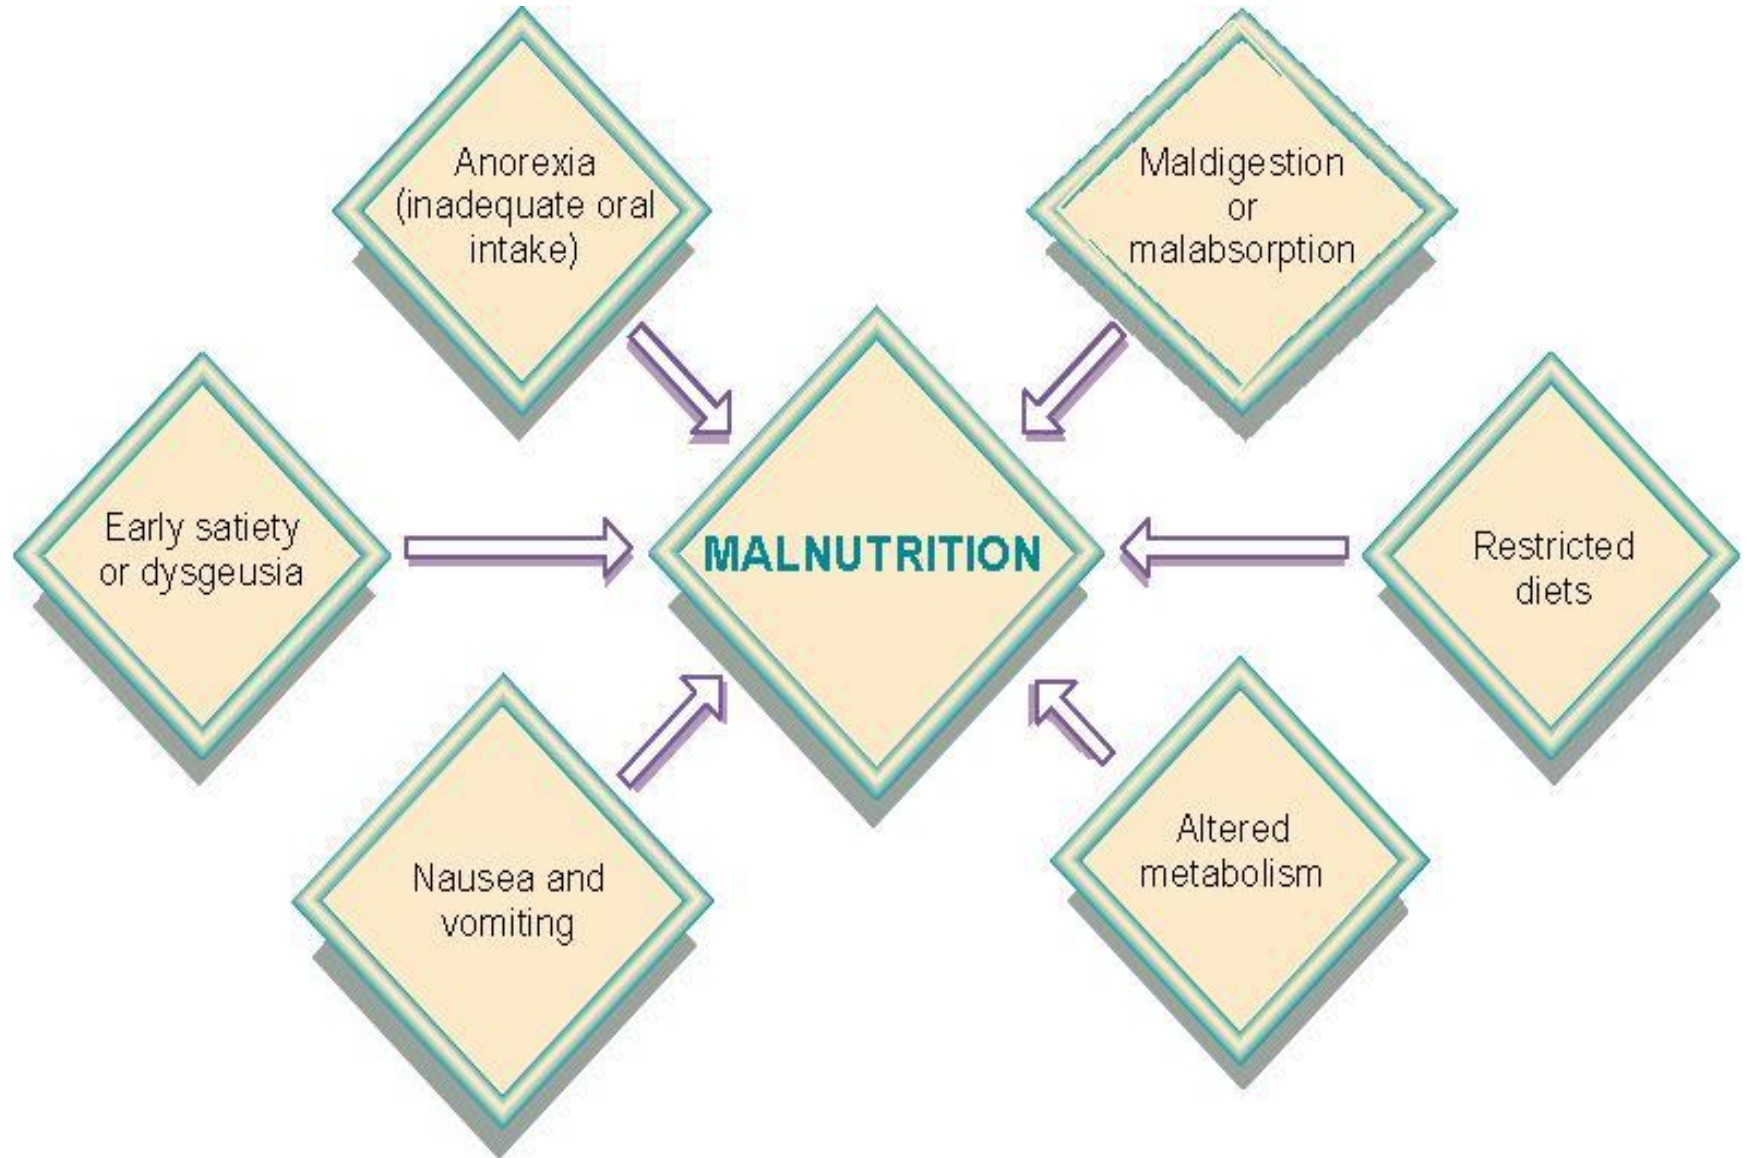 Anorexia
(inadequate oral
intake)
Maldigestion
or
malabsorption
Early satiety
or dysgeusia
MALNUTRITION
Restricted
diets
Nausea and
vomiting
Altered
metabolism